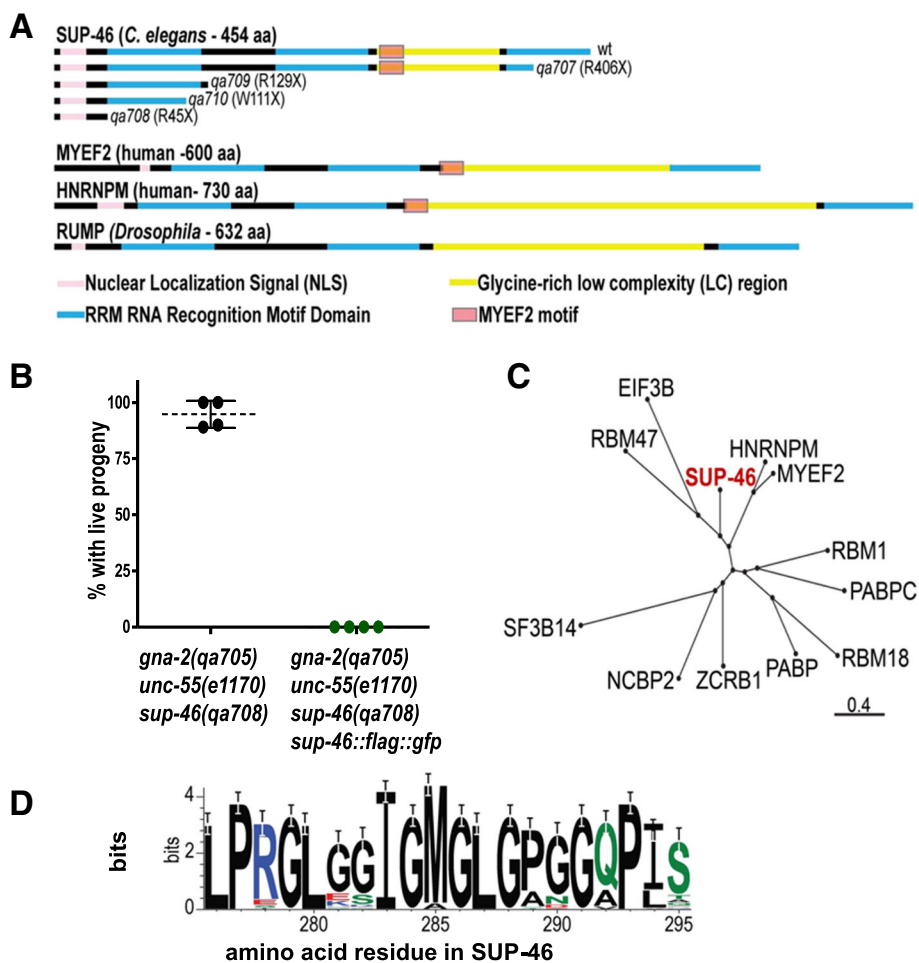 A
SUP-46 (C. elegans - 454 aa)
wt
qa707 (R406X)
qa709 (R129X)
qa710 (W111X)
qa708 (R45X)
MYEF2 (human -600 aa)
HNRNPM (human- 730 aa)
RUMP (Drosophila - 632 aa)
Nuclear Localization Signal (NLS)
Glycine-rich low complexity (LC) region
RRM RNA Recognition Motif Domain
MYEF2 motif
B
% with live progeny
100
75
50
25
0
gna-2(qa705)
unc-55(e1170)
sup-46(qa708)
gna-2(qa705)
unc-55(e1170)
sup-46(qa708)
sup-46::flag::gfp
C
EIF3B
RBM47
HNRNPM
SUP-46
MYEF2
RBM1
PABPC
SF3B14
RBM18
PABP
NCBP2
ZCRB1
0.4
D
bits
bits
4
2
0
LPRGLGGIGMGLGPGGQPIS
280
285
290
295
amino acid residue in SUP-46